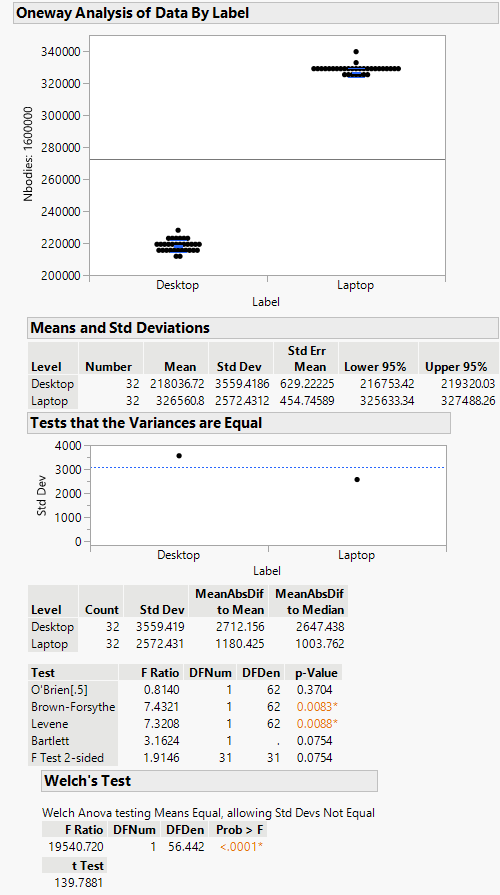 Oneway Analysis of Data By Label
340000
320000
300000
280000
260000
240000
220000
200000
Nbodies: 1600000
Desktop Laptop
Label
Means and Std Deviations
Level Number Mean Std Dev Std Err Mean Lower 95% Upper 95%
Desktop 32 218036.72 3559.4186 629.22225 216753.42 219320.03
Laptop 32 326560.8 2572.4312 454.74589 325633.34 327488.26
Tests that the Variances are Equal
4000
3000
2000
1000
0
Std Dev
Desktop Laptop
Label
Level Count Std Dev MeanAbsDif to Mean MeanAbsDif to Median
Desktop 32 3559.419 2712.156 2647.438
Laptop 32 2572.431 1180.425 1003.762
Test F Ratio DFNum DFDen p-Value
O'Brien[.5] 0.8140 1 62 0.3704
Brown-Forsythe 7.4321 1 62 0.0083*
Levene 7.3208 1 62 0.0088*
Bartlett 3.1624 1 . 0.0754
F Test 2-sided 1.9146 31 31 0.0754
Welch's Test
Welch Anova testing Means Equal, allowing Std Devs Not Equal
F Ratio DFNum DFDen Prob > F
19540.720 1 56.442 <.0001*
t Test
139.7881